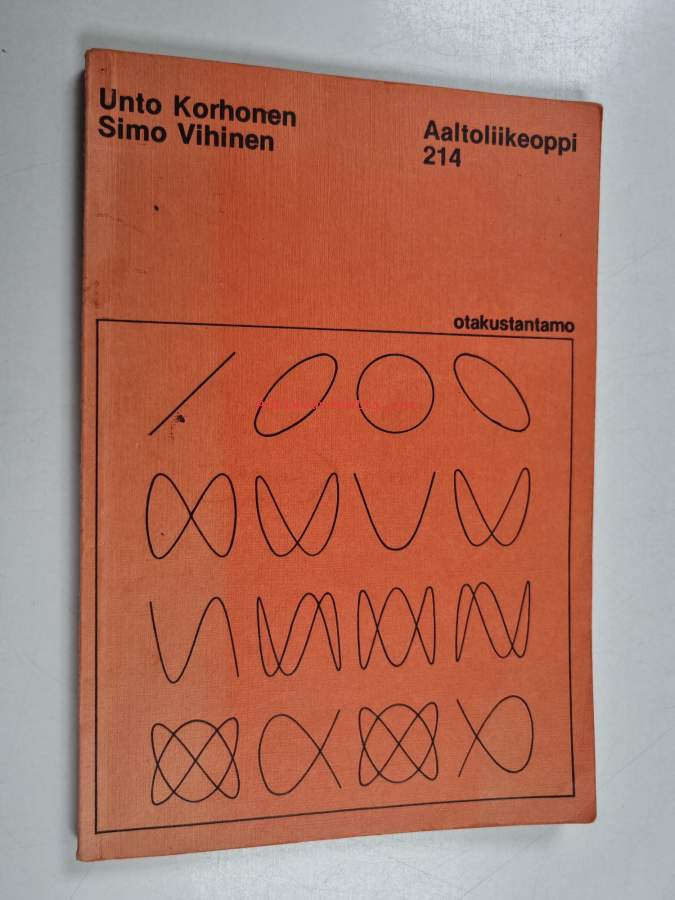 Unto Korhonen
Simo Vihinen
Aaltoliikeoppi
214
otakustantamo